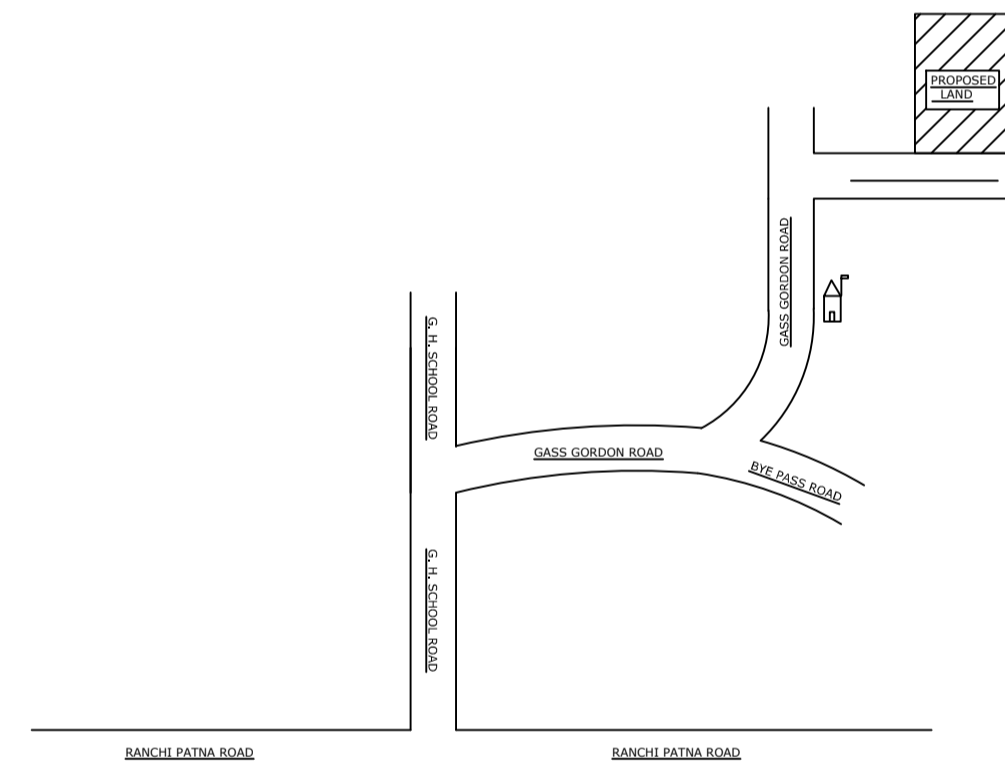 PROPOSED
LAND
GASS GORDON ROAD
G. H. SCHOOL ROAD
GASS GORDON ROAD
BYE PASS ROAD
G. H. SCHOOL ROAD
RANCHI PATNA ROAD
RANCHI PATNA ROAD